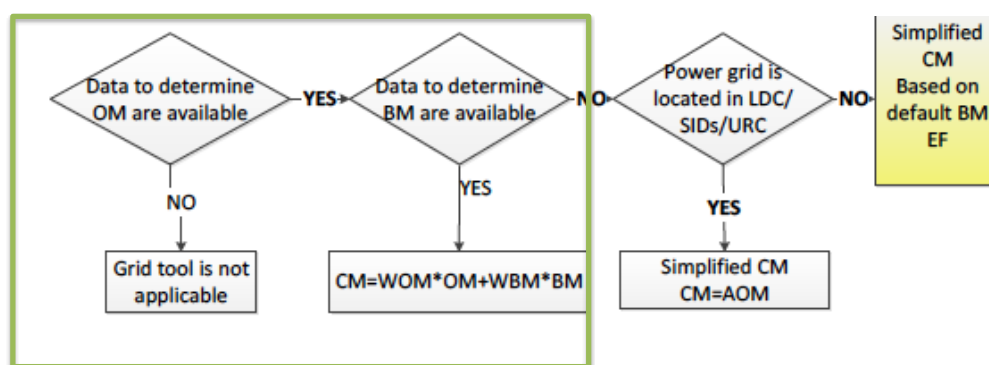 Data to determine
OM are available
YES
Data to determine
BM are available
NO
Power grid is
located in LDC/
SIDs/URC
NO
Simplified
CM
Based on
default BM
EF
NO
YES
YES
Grid tool is not
applicable
CM=WOM*OM+WBM*BM
Simplified CM
CM=AOM